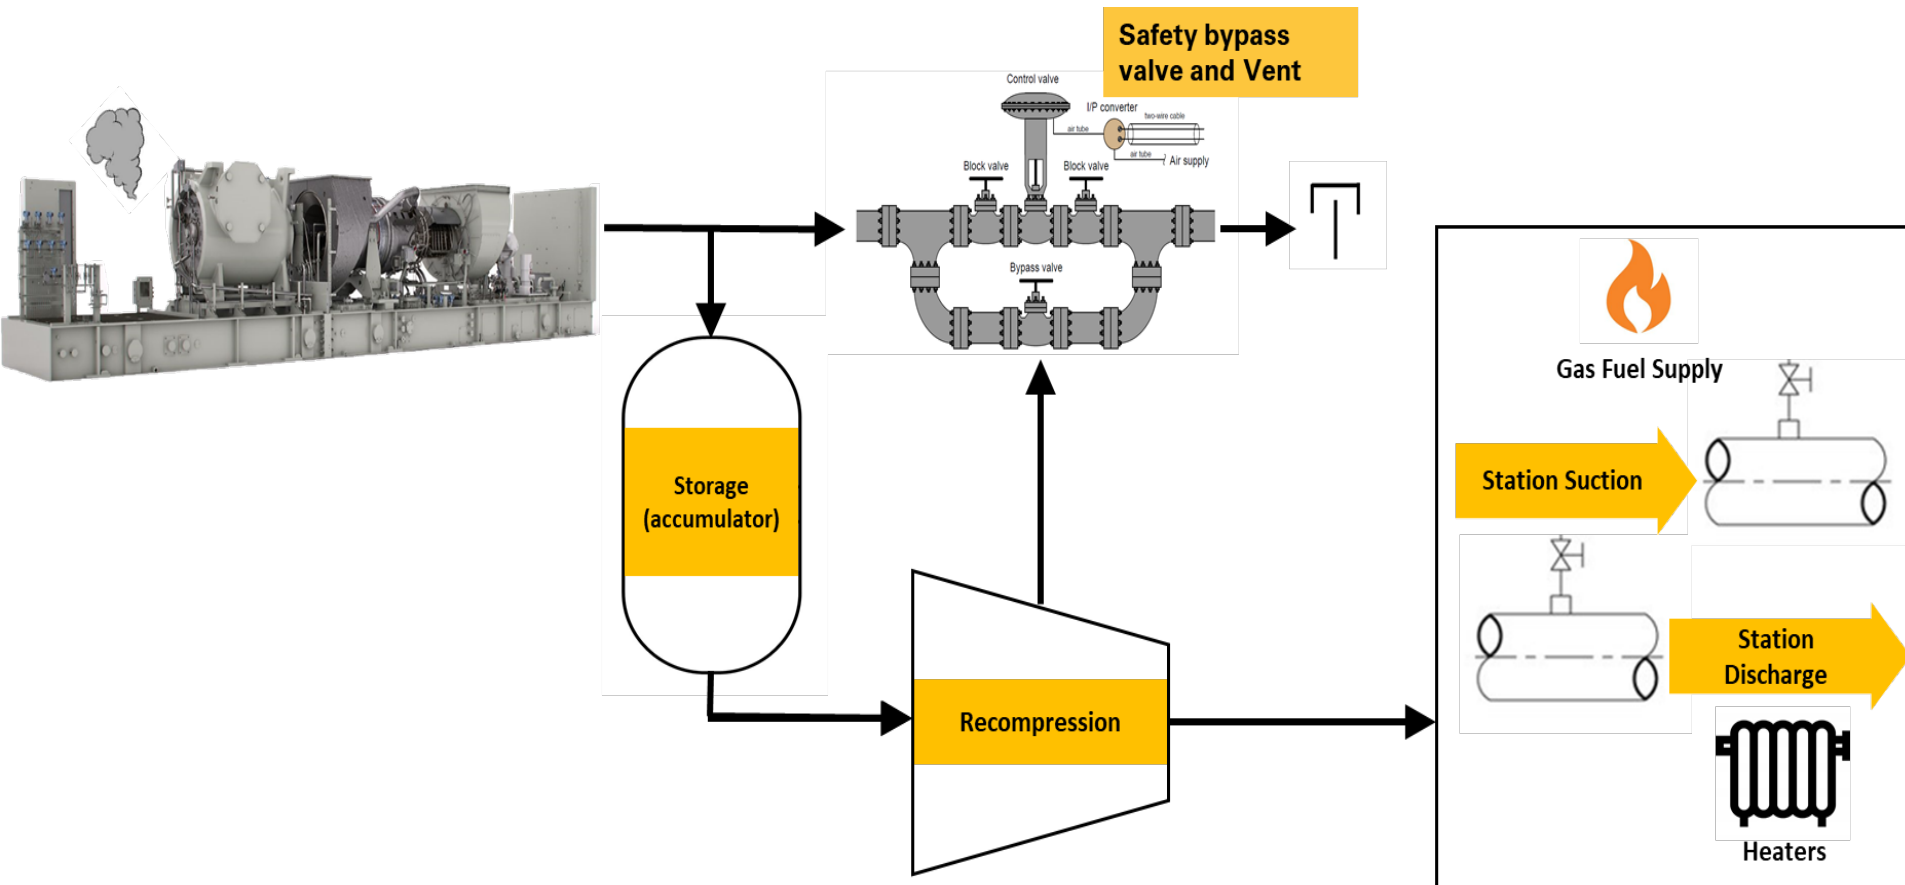 Safety bypass
valve and Vent
Control valve
I/P converter
two-wire cable
air tube
air tube
Air supply
Block valve
Block valve
Bypass valve
Gas Fuel Supply
Station Suction
Storage
(accumulator)
Station
Discharge
Recompression
Heaters